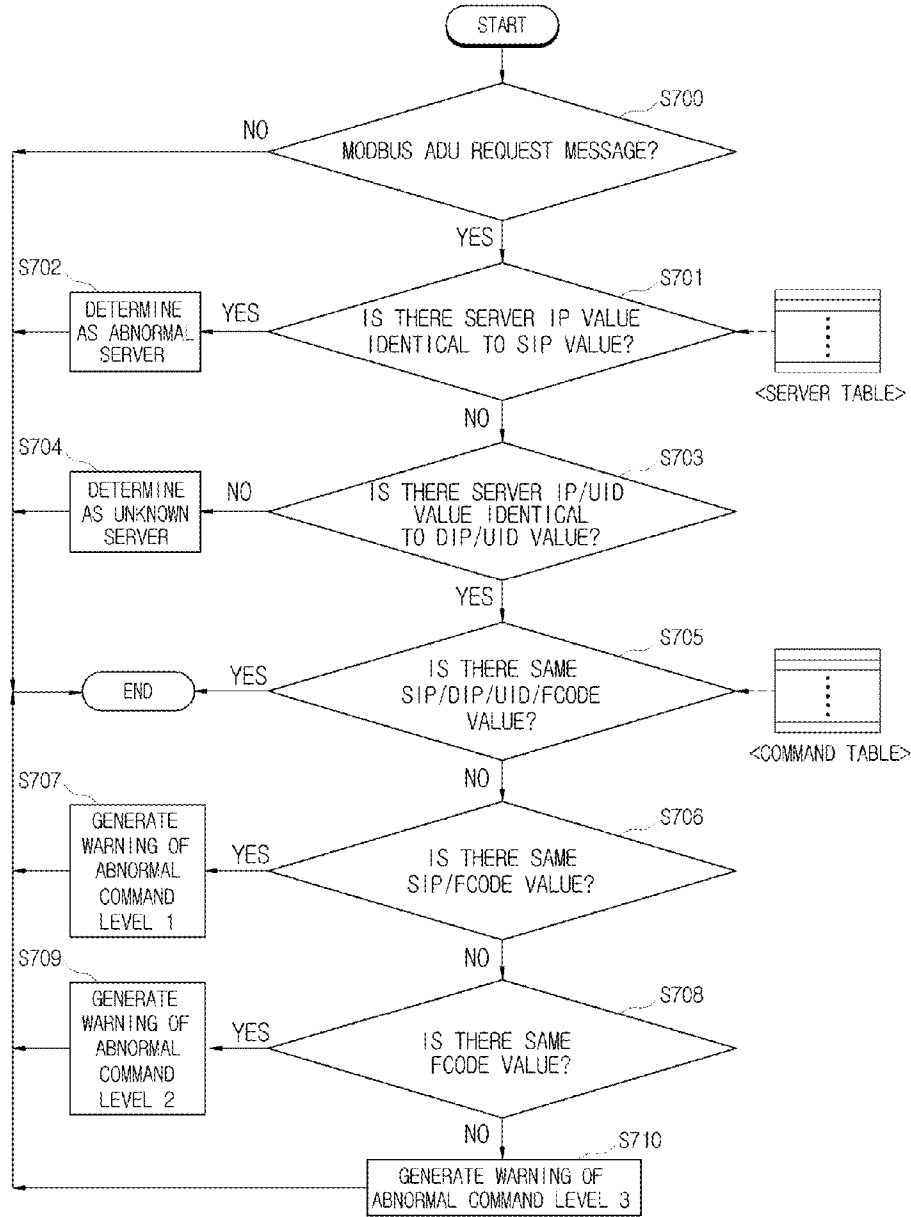 START
S700
NO
MODBUS ADU REQUEST MESSAGE?
YES
S702
S701
DETERMINE
AS ABNORMAL
SERVER
YES
IS THERE SERVER IP VALUE
IDENTICAL TO SIP VALUE?
<SERVER TABLE>
NO
S704
S703
DETERMINE
AS UNKNOWN
SERVER
NO
IS THERE SERVER IP/UID
VALUE IDENTICAL
TO DIP/UID VALUE?
YES
S705
END
YES
IS THERE SAME
SIP/DIP/UID/FCODE
VALUE?
<COMMAND TABLE>
NO
S707
S706
GENERATE
WARNING OF
ABNORMAL
COMMAND
LEVEL 1
YES
IS THERE SAME
SIP/FCODE VALUE?
NO
S709
S708
GENERATE
WARNING OF
ABNORMAL
COMMAND
LEVEL 2
YES
IS THERE SAME
FCODE VALUE?
NO
S710
GENERATE WARNING OF
ABNORMAL COMMAND LEVEL 3